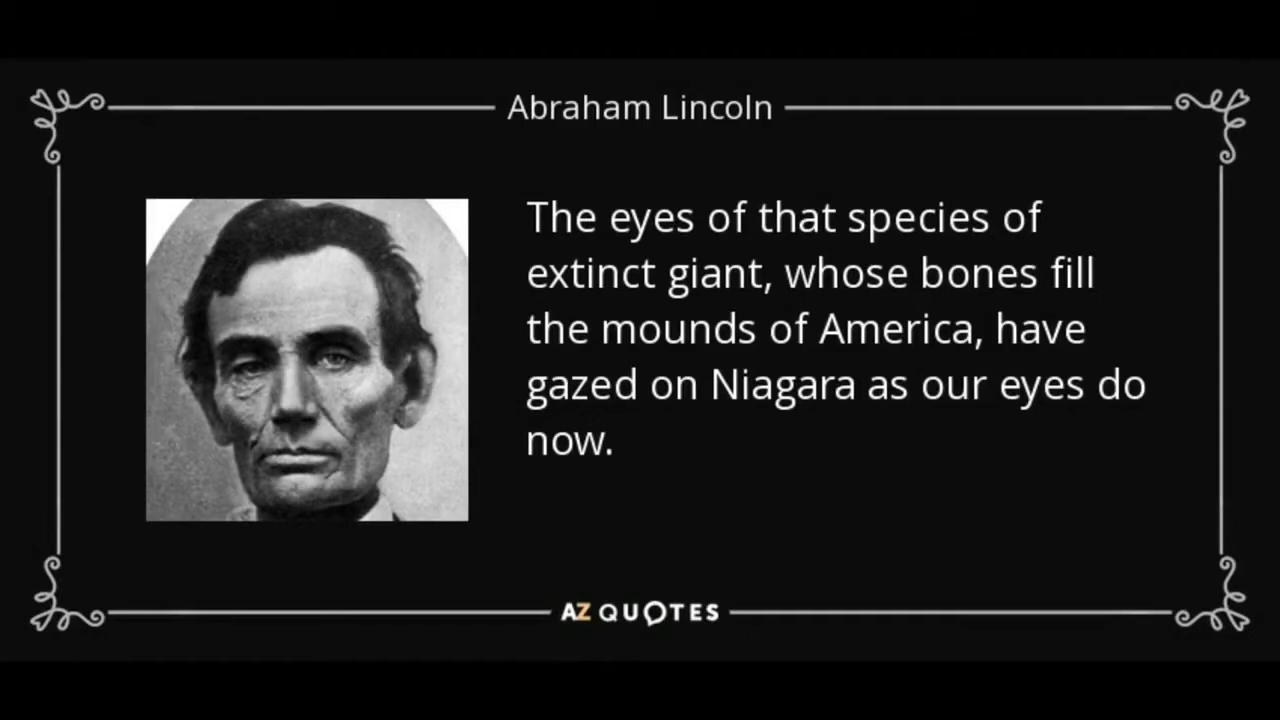 Abraham Lincoln
The eyes of that species of
extinct giant, whose bones fill
the mounds of America, have
gazed on Niagara as our eyes do
now.
AZ QUOTES